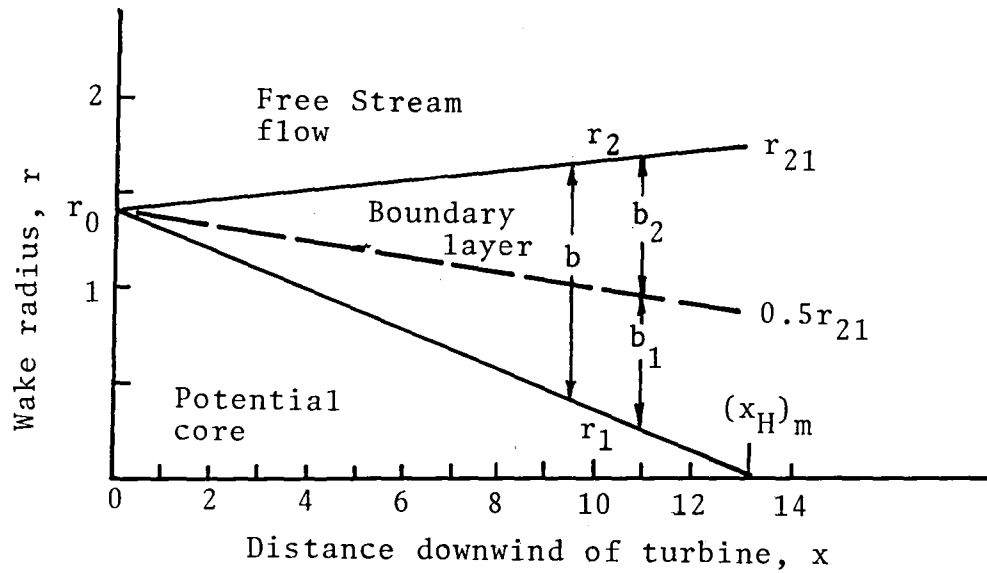 2
Free Stream
flow
r₂
r₂₁
r₀
Boundary
layer
b
b₂
1
0.5r₂₁
b₁
Wake radius, r
Potential
core
r₁
(x_H)ₘ
0 2 4 6 8 10 12 14
Distance downwind of turbine, x